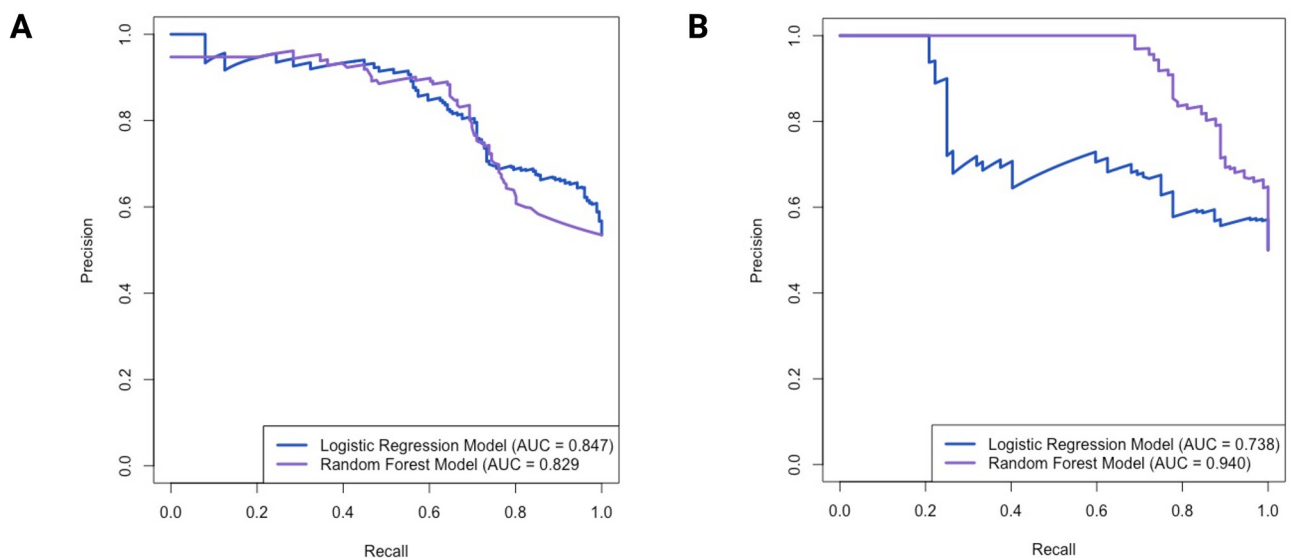 A
1.0
0.8
0.6
0.4
0.2
0.0
Precision
Logistic Regression Model (AUC = 0.847)
Random Forest Model (AUC = 0.829
0.0 0.2 0.4 0.6 0.8 1.0
Recall
B
1.0
0.8
0.6
0.4
0.2
0.0
Precision
Logistic Regression Model (AUC = 0.738)
Random Forest Model (AUC = 0.940)
0.0 0.2 0.4 0.6 0.8 1.0
Recall